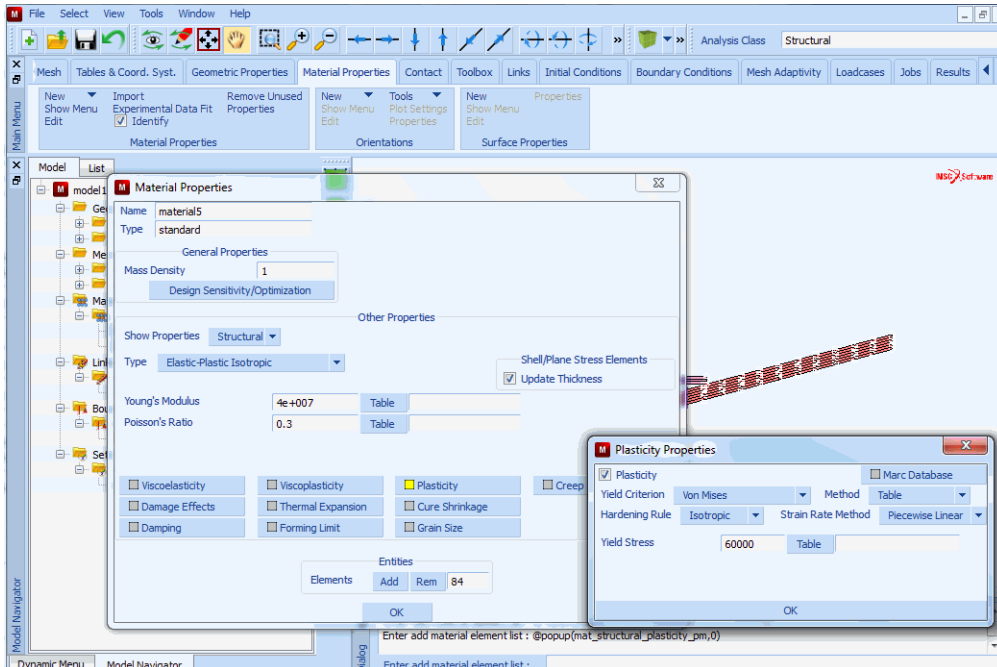 File Select View Tools Window Help
Analysis Class Structural
Mesh Tables & Coord. Syst. Geometric Properties Material Properties Contact Toolbox Links Initial Conditions Boundary Conditions Mesh Adaptivity Loadcases Jobs Results
Main Menu
New Import Remove Unused
Show Menu Experimental Data Fit Properties
Edit Identify
Material Properties
New Tools
Show Menu Plot Settings
Edit Properties
Orientations
New Properties
Show Menu
Edit
Surface Properties
Model List
model1
Ge
Me
Ma
Lin
Bou
Set
MSC Software
Material Properties
Name material5
Type standard
General Properties
Mass Density 1
Design Sensitivity/Optimization
Other Properties
Show Properties Structural
Type Elastic-Plastic Isotropic
Shell/Plane Stress Elements
Update Thickness
Young's Modulus 4e+007 Table
Poisson's Ratio 0.3 Table
Viscoelasticity Viscoplasticity Plasticity Creep
Damage Effects Thermal Expansion Cure Shrinkage
Damping Forming Limit Grain Size
Entities
Elements Add Rem 84
OK
Plasticity Properties
Plasticity Marc Database
Yield Criterion Von Mises Method Table
Hardening Rule Isotropic Strain Rate Method Piecewise Linear
Yield Stress 60000 Table
OK
Model Navigator
Enter add material element list : @popup(mat_structural_plasticity_pm,0)
Enter add material element list :
Dynamic Menu Model Navigator